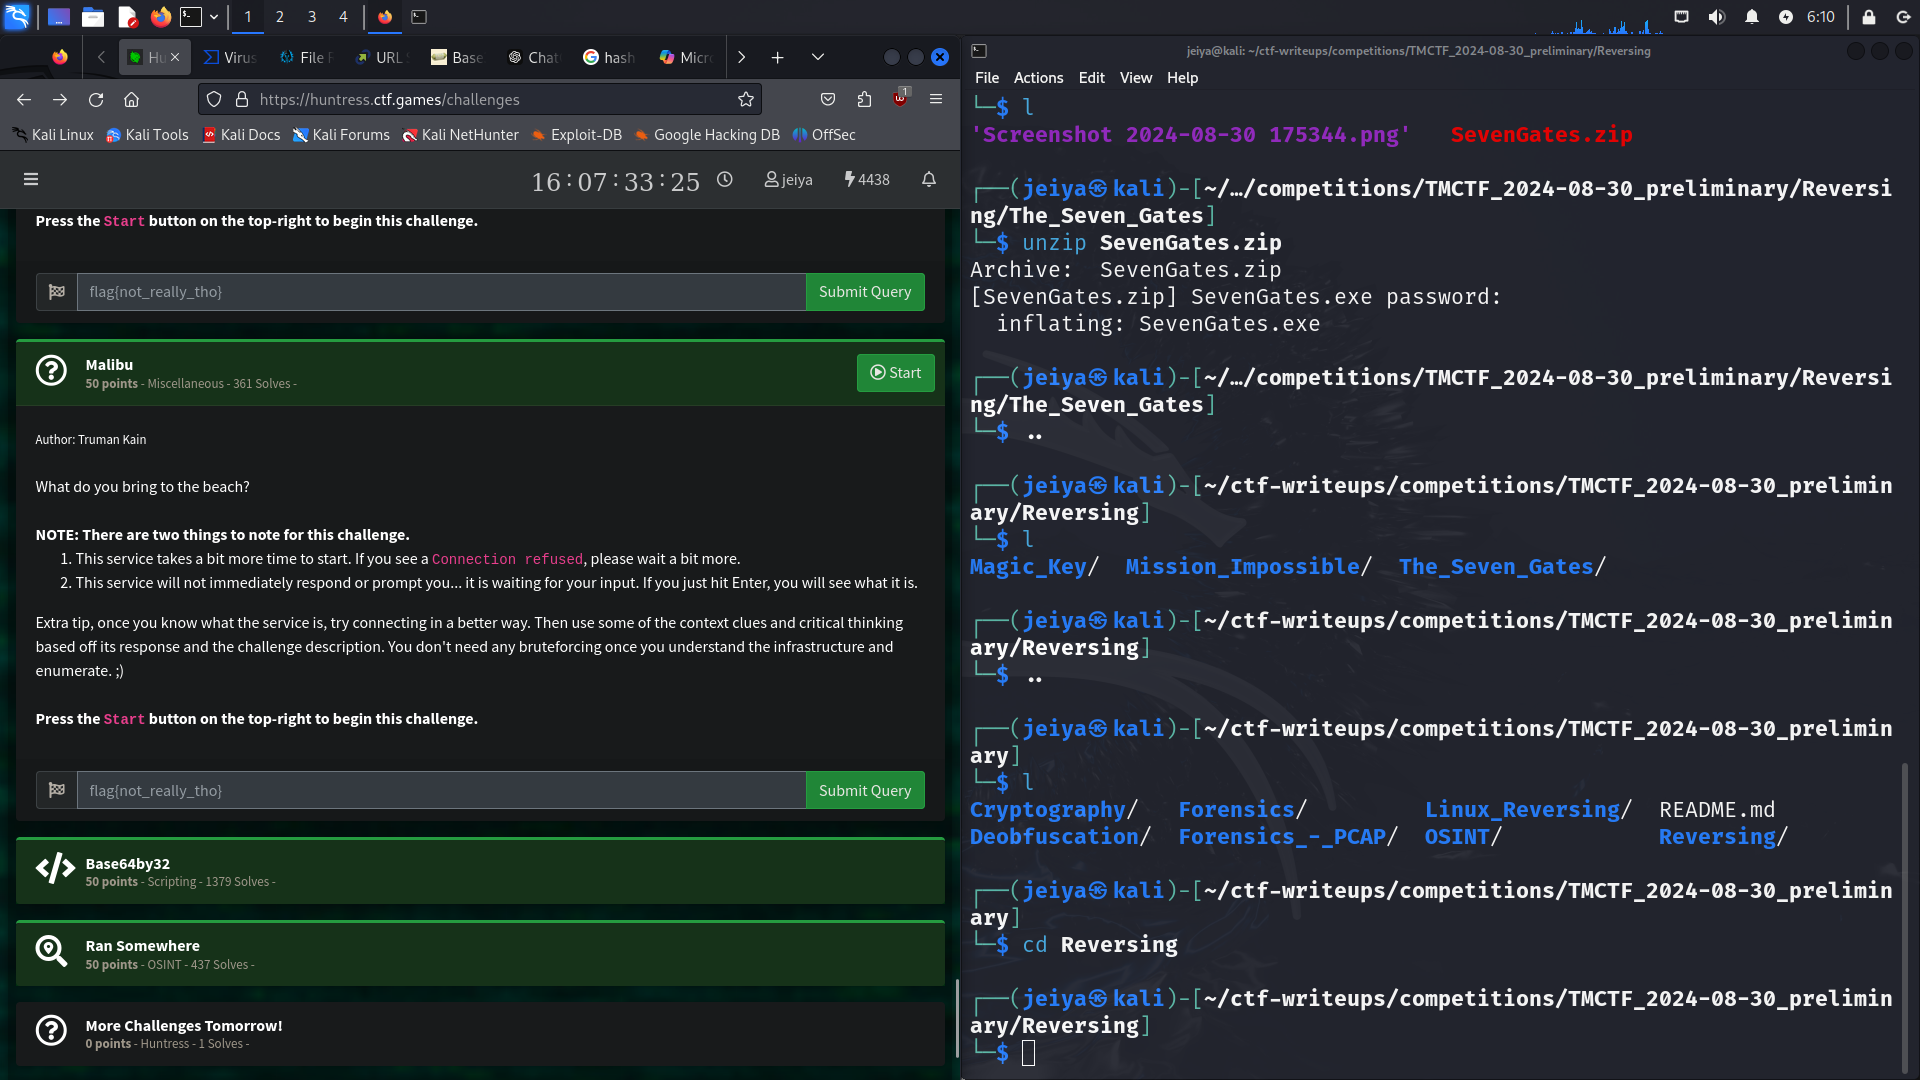 1
2
3
4
6:10
Hu
Virus
File F
URL S
Base
Chat
hash
Micro
https://huntress.ctf.games/challenges
1
Kali Linux
Kali Tools
Kali Docs
Kali Forums
Kali NetHunter
Exploit-DB
Google Hacking DB
OffSec
16:07:33:25
jeiya
4438
Press the Start button on the top-right to begin this challenge.
flag{not_really_tho}
Submit Query
Malibu
50 points - Miscellaneous - 361 Solves -
Start
Author: Truman Kain
What do you bring to the beach?
NOTE: There are two things to note for this challenge.
1. This service takes a bit more time to start. If you see a Connection refused, please wait a bit more.
2. This service will not immediately respond or prompt you... it is waiting for your input. If you just hit Enter, you will see what it is.
Extra tip, once you know what the service is, try connecting in a better way. Then use some of the context clues and critical thinking
based off its response and the challenge description. You don't need any bruteforcing once you understand the infrastructure and
enumerate. ;)
Press the Start button on the top-right to begin this challenge.
flag{not_really_tho}
Submit Query
Base64by32
50 points - Scripting - 1379 Solves -
Ran Somewhere
50 points - OSINT - 437 Solves -
More Challenges Tomorrow!
0 points - Huntress - 1 Solves -
jeiya@kali: ~/ctf-writeups/competitions/TMCTF_2024-08-30_preliminary/Reversing
File Actions Edit View Help
└─$ l
'Screenshot 2024-08-30 175344.png' SevenGates.zip
┌──(jeiya㉿kali)-[~/…/competitions/TMCTF_2024-08-30_preliminary/Reversi
ng/The_Seven_Gates]
└─$ unzip SevenGates.zip
Archive:  SevenGates.zip
[SevenGates.zip] SevenGates.exe password:
  inflating: SevenGates.exe
┌──(jeiya㉿kali)-[~/…/competitions/TMCTF_2024-08-30_preliminary/Reversi
ng/The_Seven_Gates]
└─$ ..
┌──(jeiya㉿kali)-[~/ctf-writeups/competitions/TMCTF_2024-08-30_prelimin
ary/Reversing]
└─$ l
Magic_Key/  Mission_Impossible/  The_Seven_Gates/
┌──(jeiya㉿kali)-[~/ctf-writeups/competitions/TMCTF_2024-08-30_prelimin
ary/Reversing]
└─$ ..
┌──(jeiya㉿kali)-[~/ctf-writeups/competitions/TMCTF_2024-08-30_prelimin
ary]
└─$ l
Cryptography/   Forensics/         Linux_Reversing/  README.md
Deobfuscation/  Forensics_-_PCAP/  OSINT/            Reversing/
┌──(jeiya㉿kali)-[~/ctf-writeups/competitions/TMCTF_2024-08-30_prelimin
ary]
└─$ cd Reversing
┌──(jeiya㉿kali)-[~/ctf-writeups/competitions/TMCTF_2024-08-30_prelimin
ary/Reversing]
└─$